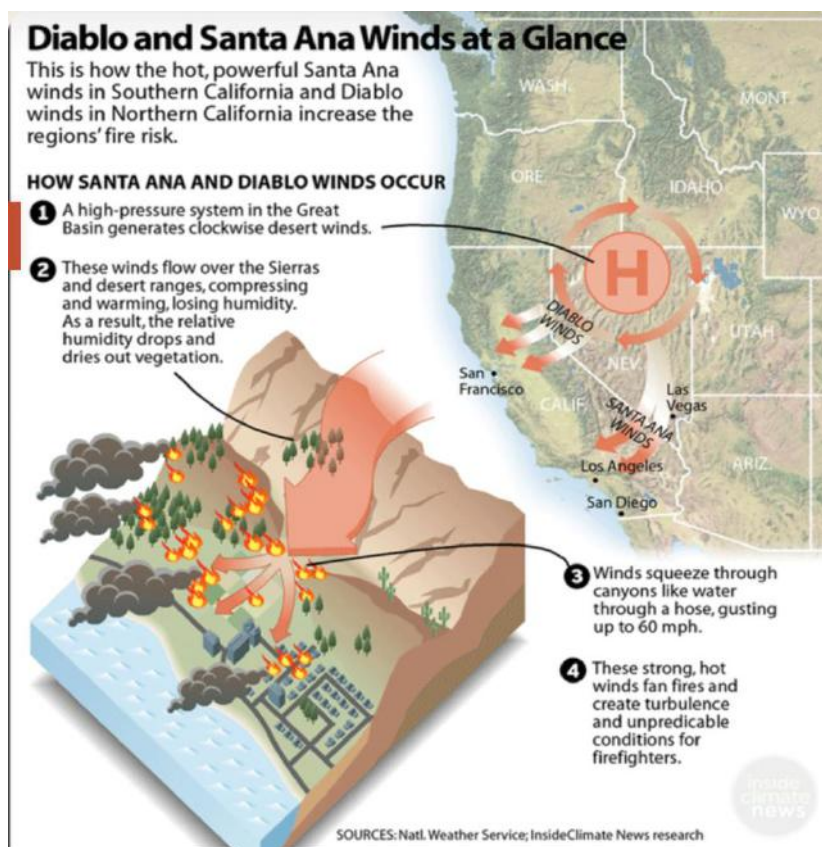 Diablo and Santa Ana Winds at a Glance
This is how the hot, powerful Santa Ana
winds in Southern California and Diablo
winds in Northern California increase the
regions' fire risk.
HOW SANTA ANA AND DIABLO WINDS OCCUR
1 A high-pressure system in the Great
Basin generates clockwise desert winds.
2 These winds flow over the Sierras
and desert ranges, compressing
and warming, losing humidity.
As a result, the relative
humidity drops and
dries out vegetation.
WASH.
MONT.
ORE.
IDAHO
WYO.
H
DIABLO
WINDS
UTAH
NEV.
San
Francisco
CALIF.
Las
Vegas
SANTA ANA
WINDS
ARIZ.
Los Angeles
San Diego
3 Winds squeeze through
canyons like water
through a hose, gusting
up to 60 mph.
4 These strong, hot
winds fan fires and
create turbulence
and unpredicable
conditions for
firefighters.
inside
climate
news
SOURCES: Natl. Weather Service; InsideClimate News research